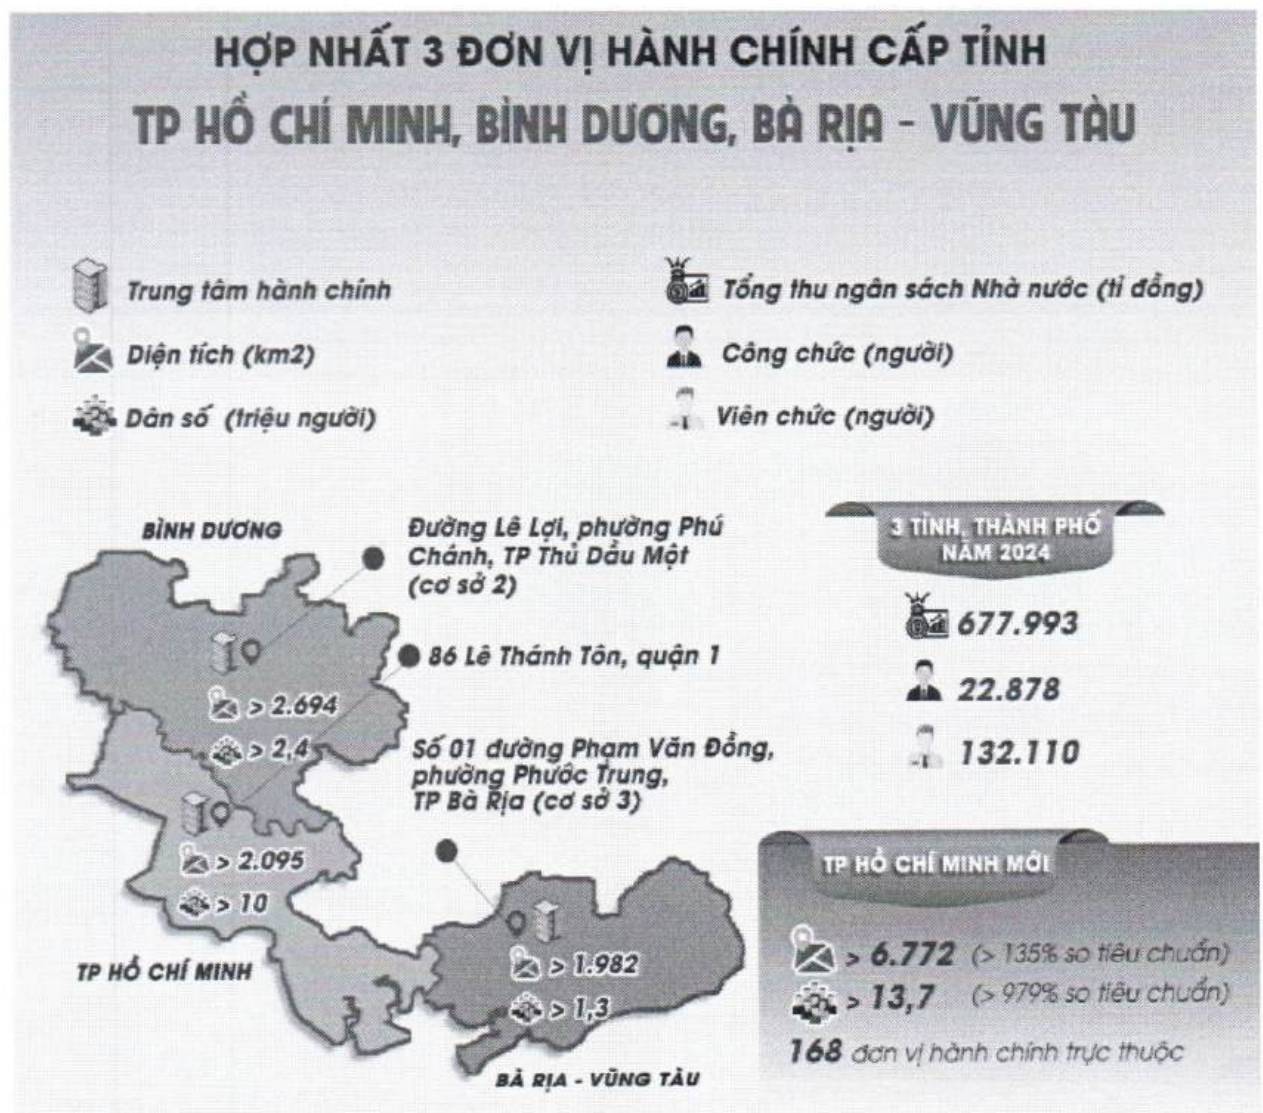 HỢP NHẤT 3 ĐƠN VỊ HÀNH CHÍNH CẤP TỈNH
TP HỒ CHÍ MINH, BÌNH DƯƠNG, BÀ RỊA - VŨNG TÀU
Trung tâm hành chính
Diện tích (km2)
Dân số (triệu người)
Tổng thu ngân sách Nhà nước (tỉ đồng)
Công chức (người)
Viên chức (người)
BÌNH DƯƠNG
Đường Lê Lợi, phường Phú
Chánh, TP Thủ Dầu Một
(cơ sở 2)
86 Lê Thánh Tôn, quận 1
> 2.694
> 2,4
Số 01 đường Phạm Văn Đồng,
phường Phước Trung,
TP Bà Rịa (cơ sở 3)
> 2.095
> 10
TP HỒ CHÍ MINH
> 1.982
> 1,3
BÀ RỊA - VŨNG TÀU
3 TỈNH, THÀNH PHỐ
NĂM 2024
677.993
22.878
132.110
TP HỒ CHÍ MINH MỚI
> 6.772 (> 135% so tiêu chuẩn)
> 13,7 (> 979% so tiêu chuẩn)
168 đơn vị hành chính trực thuộc